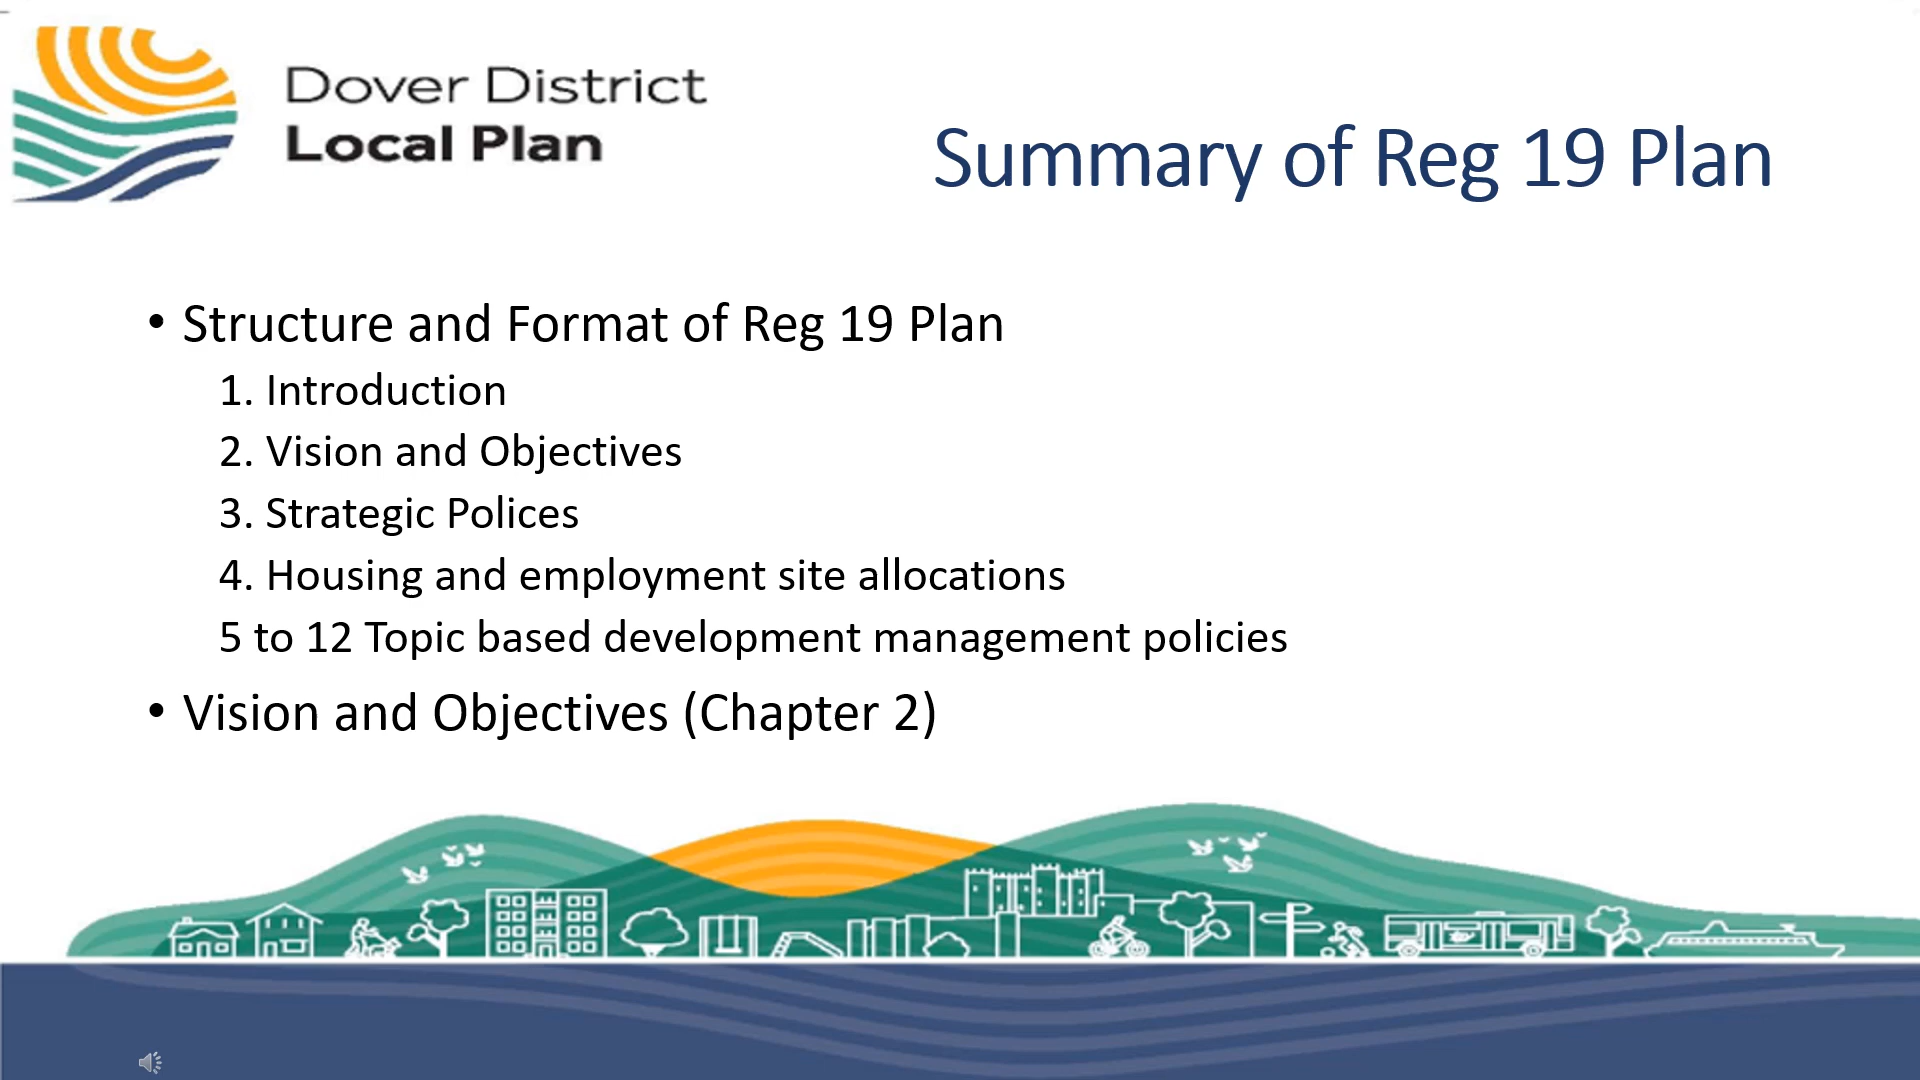 Dover District
Local Plan
Summary of Reg 19 Plan
• Structure and Format of Reg 19 Plan
1. Introduction
2. Vision and Objectives
3. Strategic Polices
4. Housing and employment site allocations
5 to 12 Topic based development management policies
• Vision and Objectives (Chapter 2)